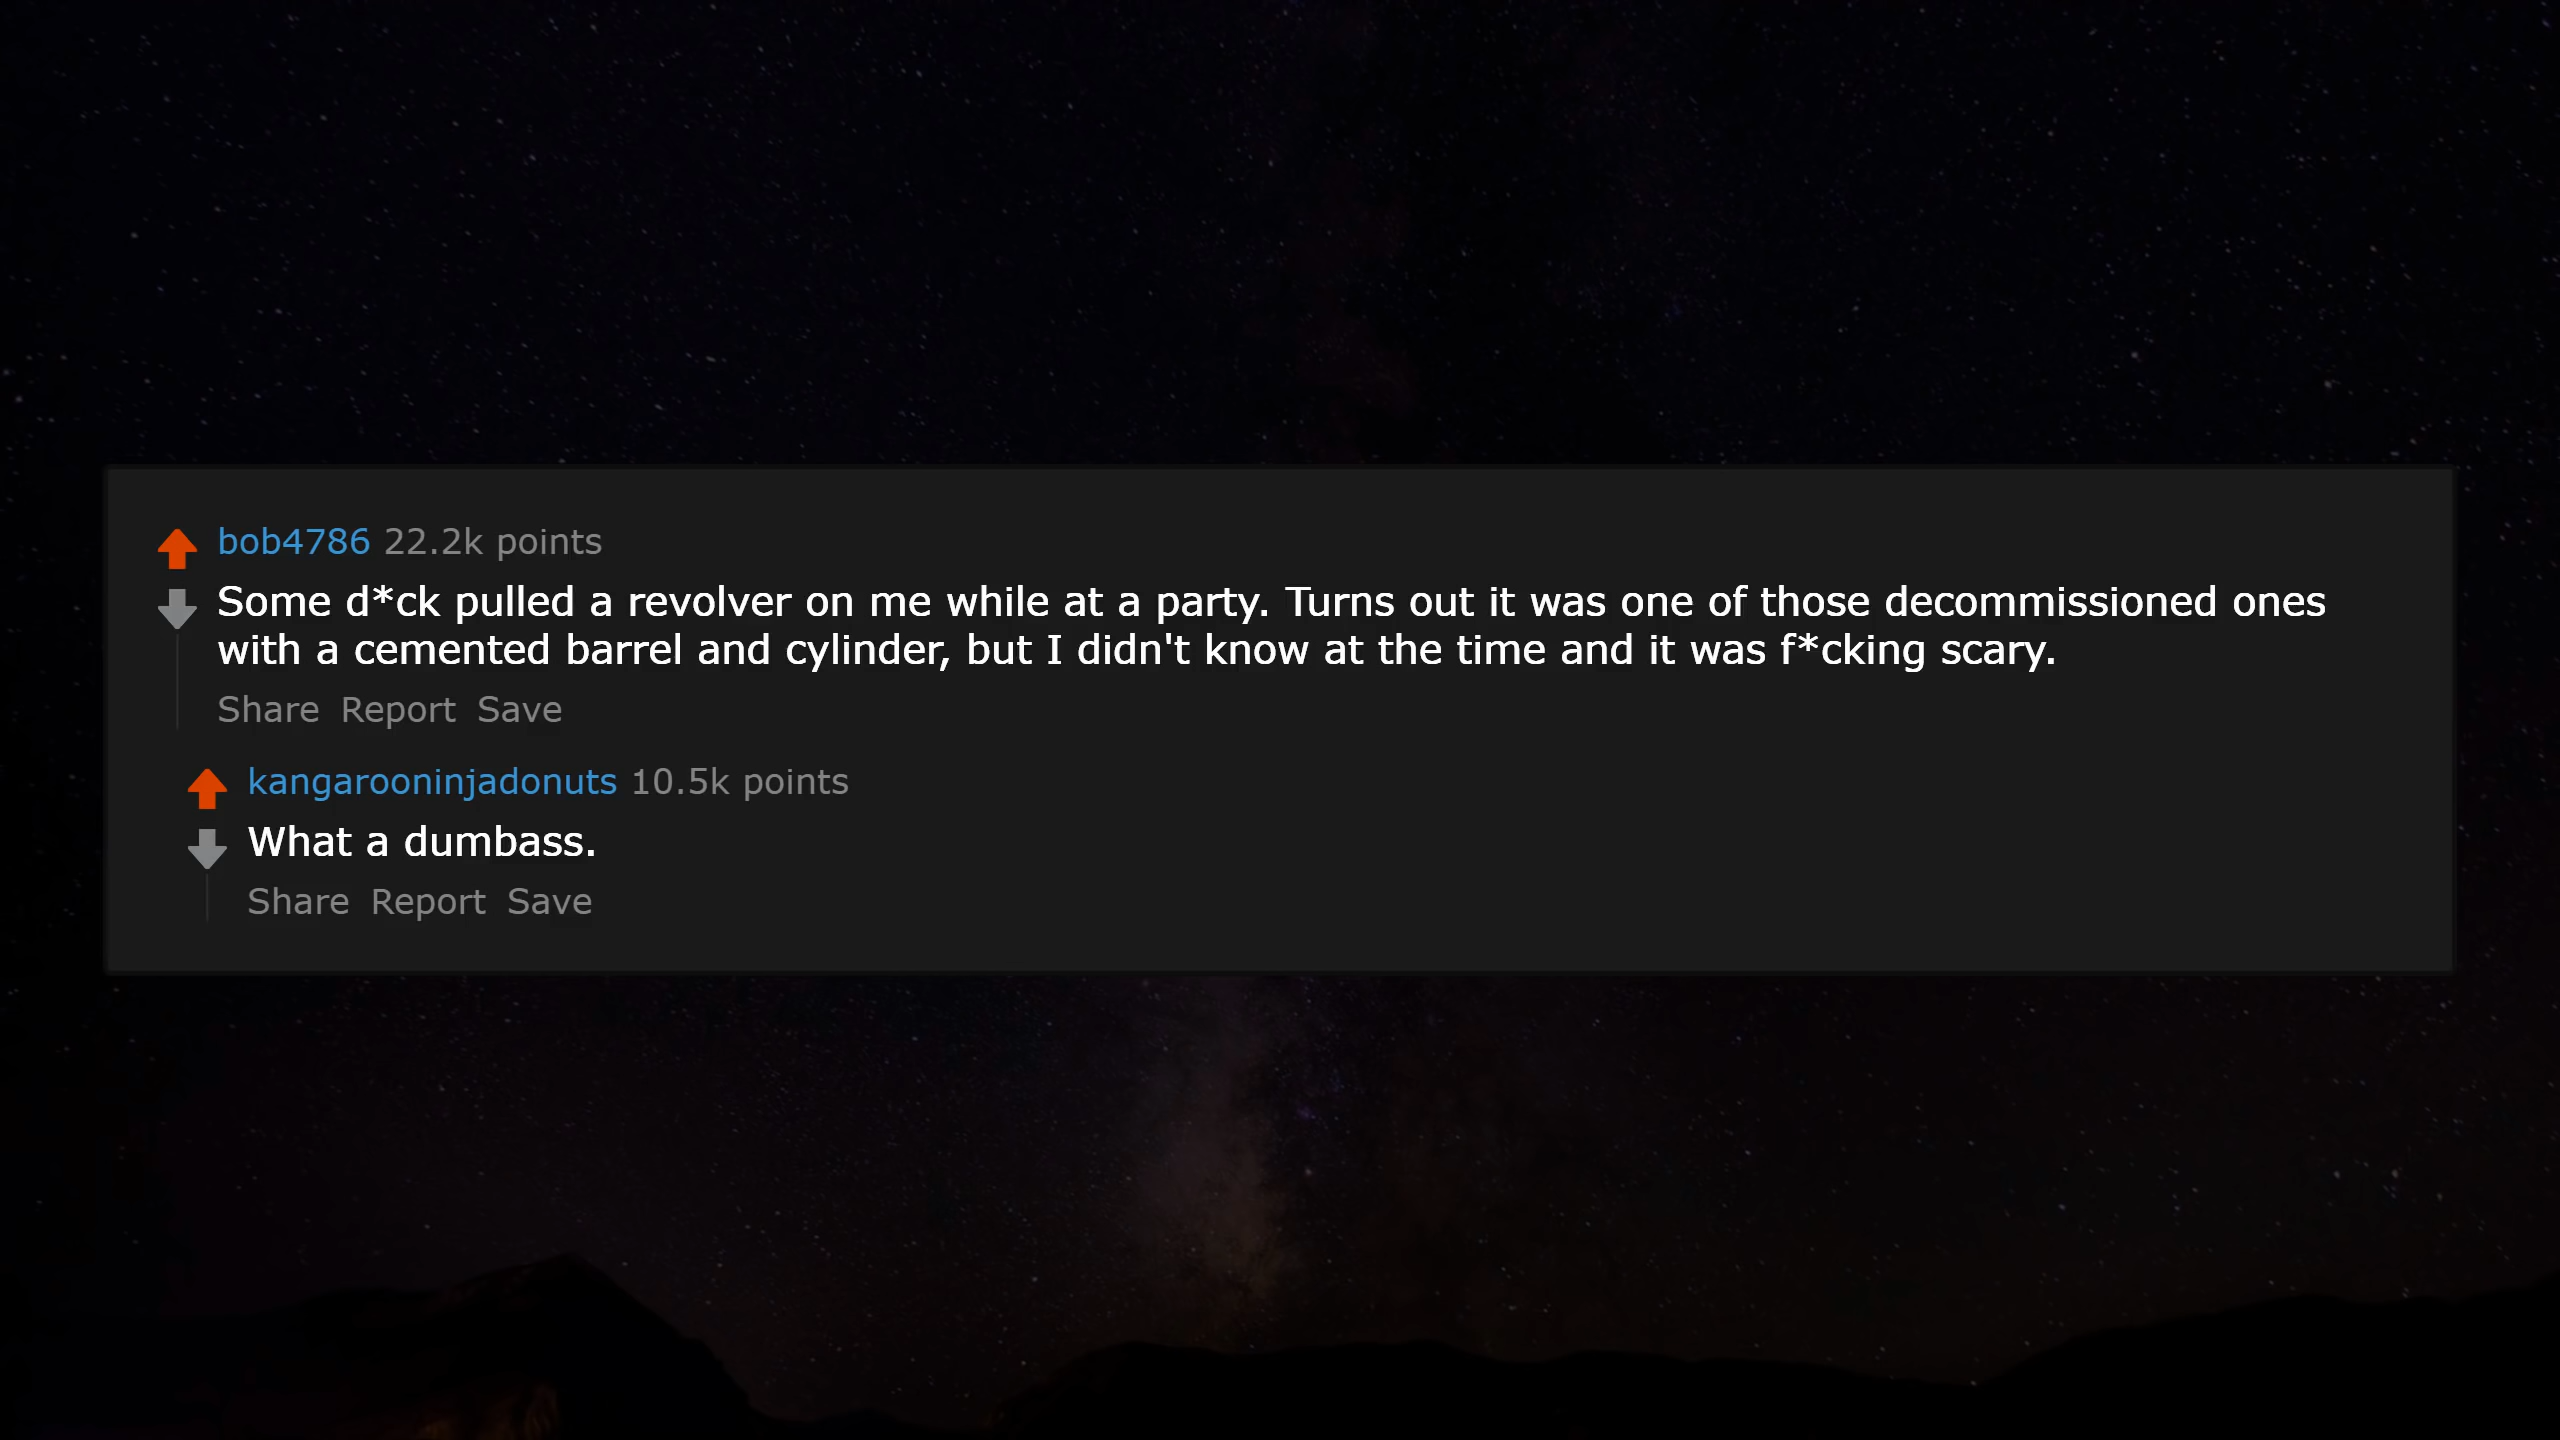 bob4786 22.2k points
Some d*ck pulled a revolver on me while at a party. Turns out it was one of those decommissioned ones
with a cemented barrel and cylinder, but I didn't know at the time and it was f*cking scary.
Share Report Save
kangarooninjadonuts 10.5k points
What a dumbass.
Share Report Save